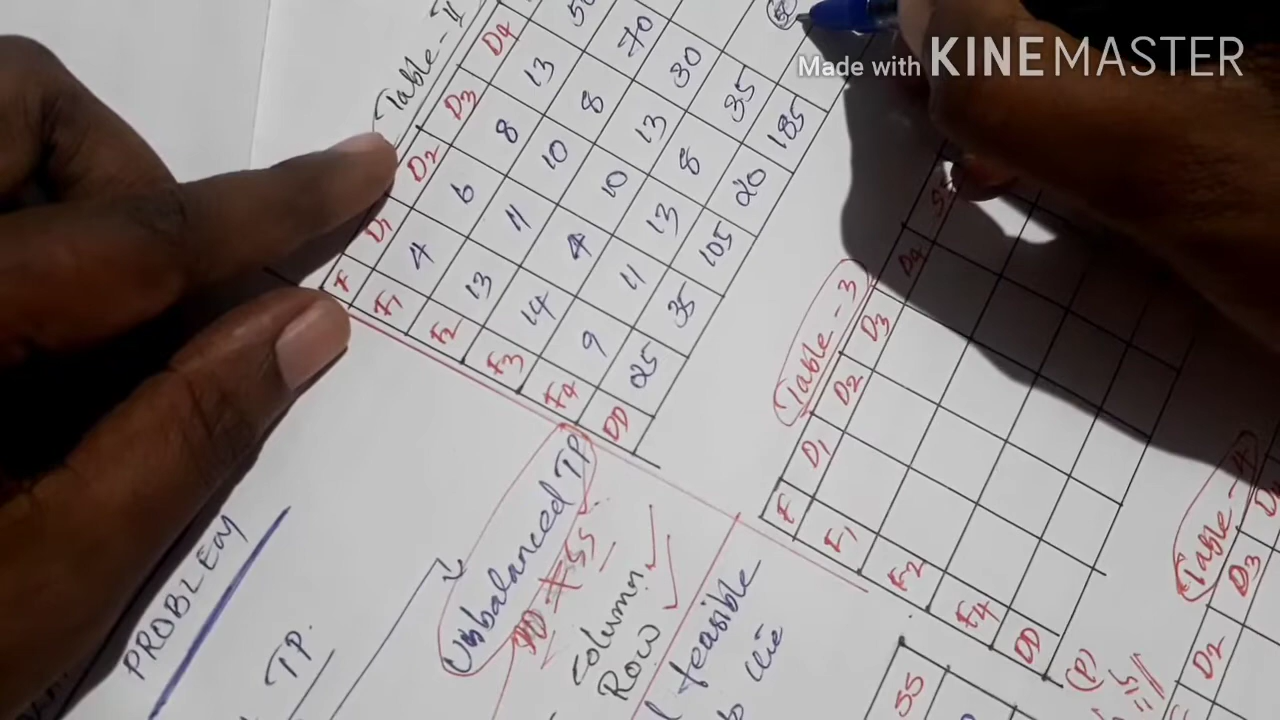 Made with KINEMASTER
Table - II
F D1 D2 D3 D4
F1 4 6 8 13
F2 13 11 10 8 70
F3 14 4 10 13 30
F4 9 11 13 8 35
DD 25 35 105 20 185
Table - 3
F D1 D2 D3 D4
F1
F2
F4
DD
Table - 4
D2 D3
Unbalanced TP
DD ≠ SS
Column
Row
feasible
PROBLEM
TP.
55
(P)